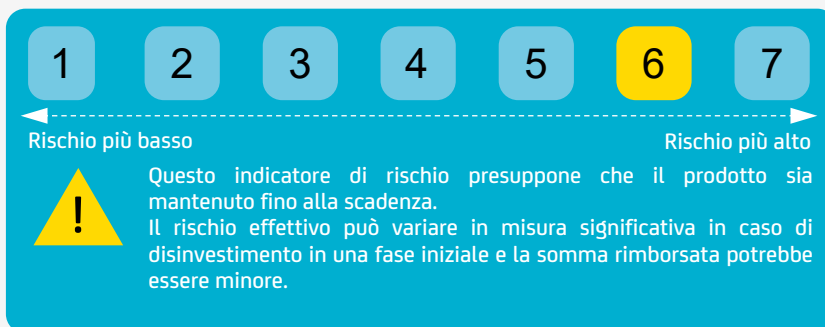 1 2 3 4 5 6 7
Rischio più basso Rischio più alto
!
Questo indicatore di rischio presuppone che il prodotto sia
mantenuto fino alla scadenza.
Il rischio effettivo può variare in misura significativa in caso di
disinvestimento in una fase iniziale e la somma rimborsata potrebbe
essere minore.